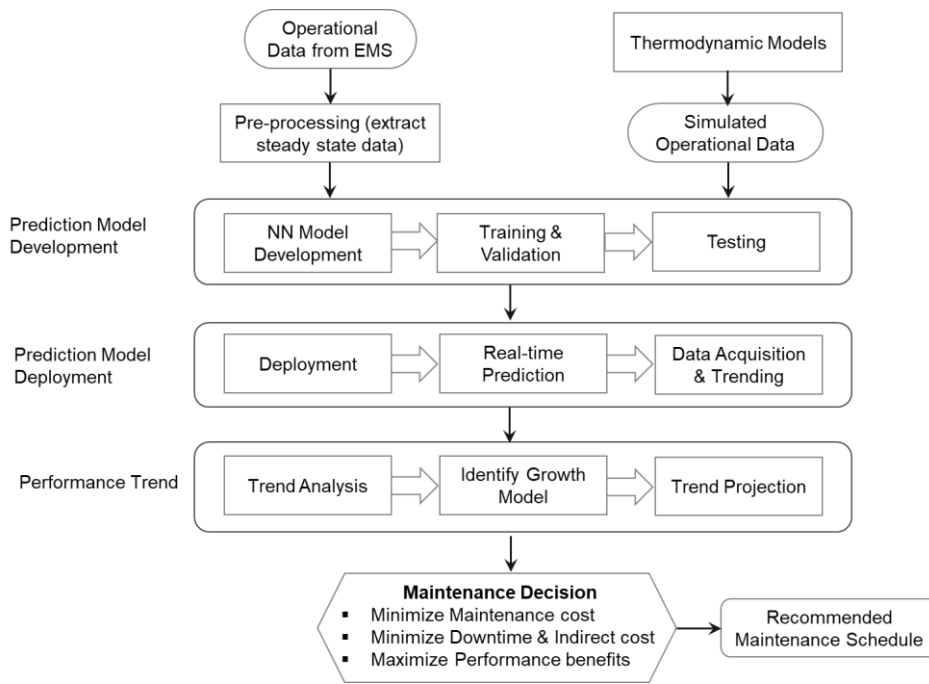 Operational
Data from EMS
Thermodynamic Models
Pre-processing (extract
steady state data)
Simulated
Operational Data
Prediction Model
Development
NN Model
Development
Training &
Validation
Testing
Prediction Model
Deployment
Deployment
Real-time
Prediction
Data Acquisition
& Trending
Performance Trend
Trend Analysis
Identify Growth
Model
Trend Projection
Maintenance Decision
▪ Minimize Maintenance cost
▪ Minimize Downtime & Indirect cost
▪ Maximize Performance benefits
Recommended
Maintenance Schedule